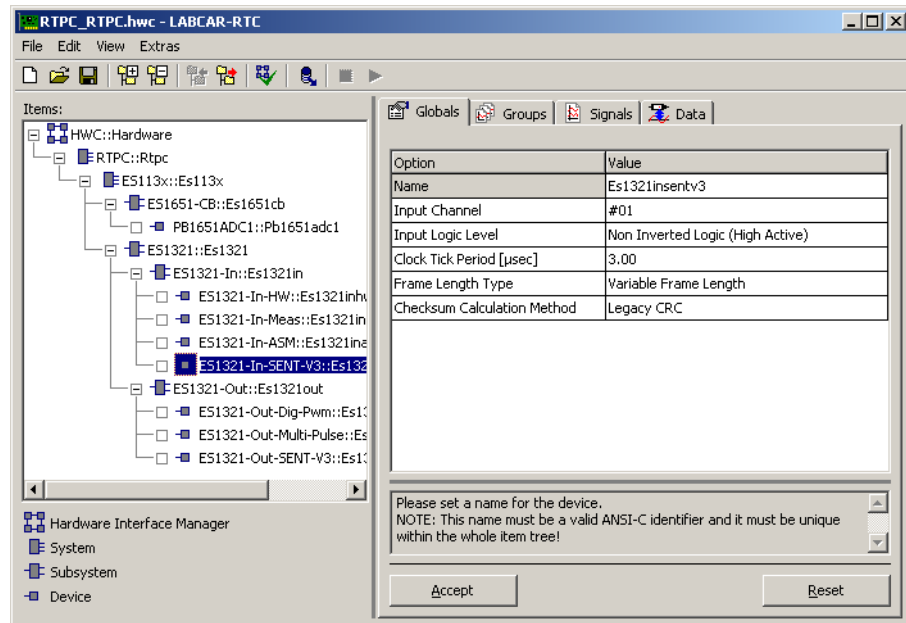 RTPC_RTPC.hwc - LABCAR-RTC
File Edit View Extras
Items:
HWC::Hardware
RTPC::Rtpc
ES113x::Es113x
ES1651-CB::Es1651cb
PB1651ADC1::Pb1651adc1
ES1321::Es1321
ES1321-In::Es1321in
ES1321-In-HW::Es1321inh
ES1321-In-Meas::Es1321in
ES1321-In-ASM::Es1321ina
ES1321-In-SENT-V3::Es132
ES1321-Out::Es1321out
ES1321-Out-Dig-Pwm::Es13
ES1321-Out-Multi-Pulse::Es
ES1321-Out-SENT-V3::Es13
Hardware Interface Manager
System
Subsystem
Device
Globals Groups Signals Data
Option Value
Name Es1321insentv3
Input Channel #01
Input Logic Level Non Inverted Logic (High Active)
Clock Tick Period [µsec] 3.00
Frame Length Type Variable Frame Length
Checksum Calculation Method Legacy CRC
Please set a name for the device.
NOTE: This name must be a valid ANSI-C identifier and it must be unique
within the whole item tree!
Accept Reset